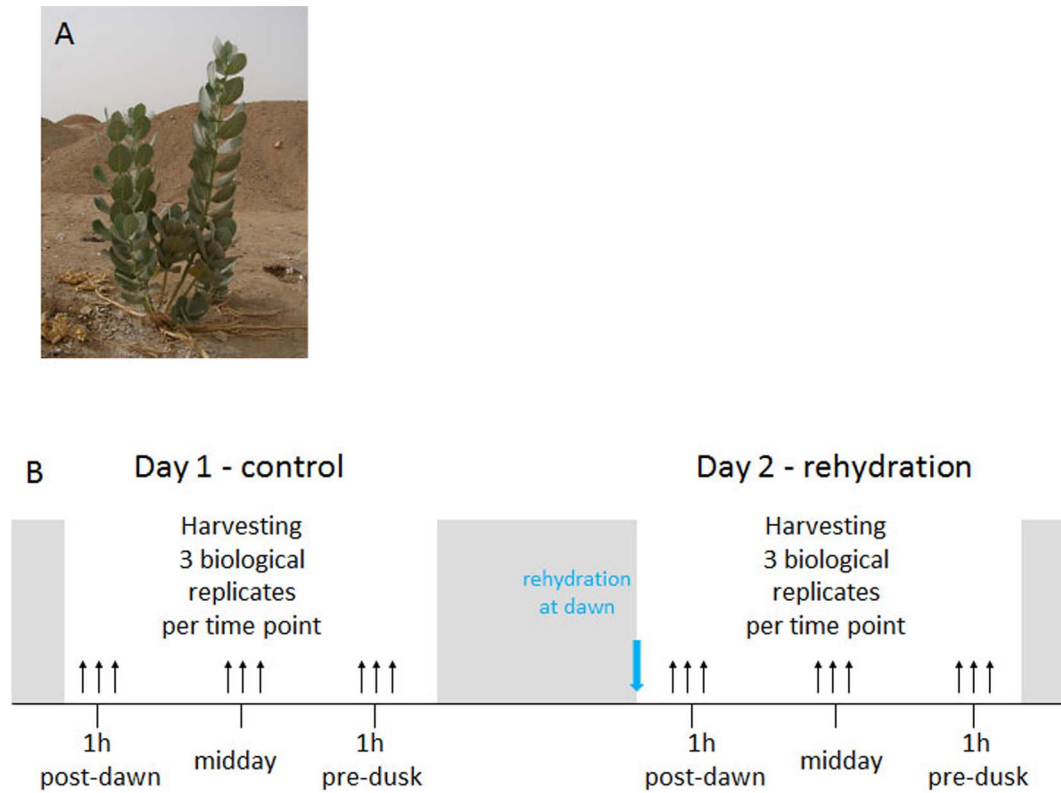 A
B
Day 1 - control
Harvesting
3 biological
replicates
per time point
1h
post-dawn
midday
1h
pre-dusk
rehydration
at dawn
Day 2 - rehydration
Harvesting
3 biological
replicates
per time point
1h
post-dawn
midday
1h
pre-dusk